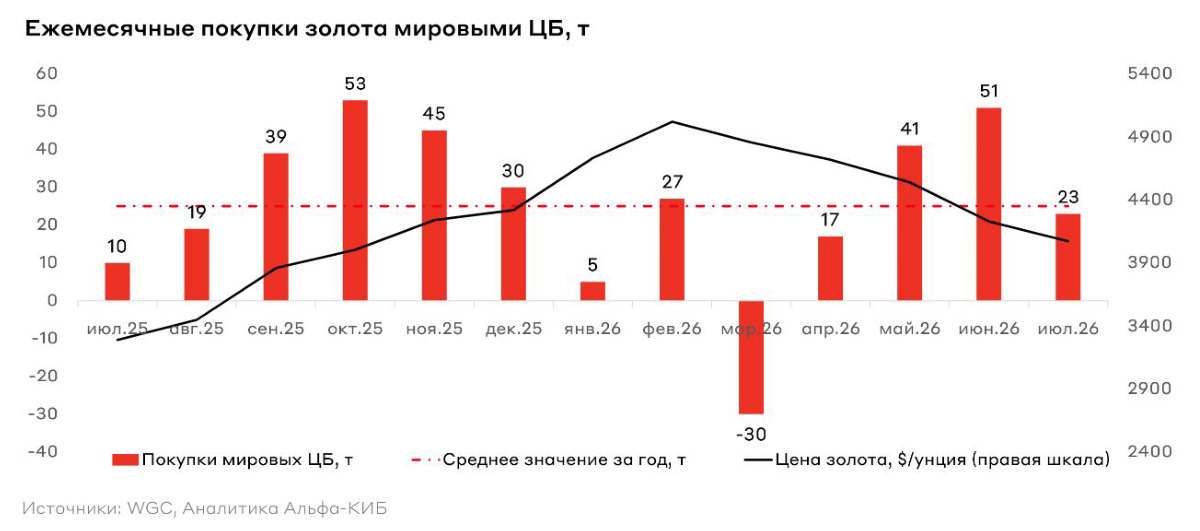 Ежемесячные покупки золота мировыми ЦБ, т
60 5400
53 51
50 45 4900
39 41
40
30 30 27 4400
19 23
20 17
10 10 5 3900
0
июл.25 авг.25 сен.25 окт.25 ноя.25 дек.25 янв.26 фев.26 мар.26 апр.26 май.26 июн.26 июл.26 3400
-10
-20 2900
-30
-30
-40 Покупки мировых ЦБ, т Среднее значение за год, т Цена золота, $/унция (правая шкала) 2400
Источники: WGC, Аналитика Альфа-КИБ